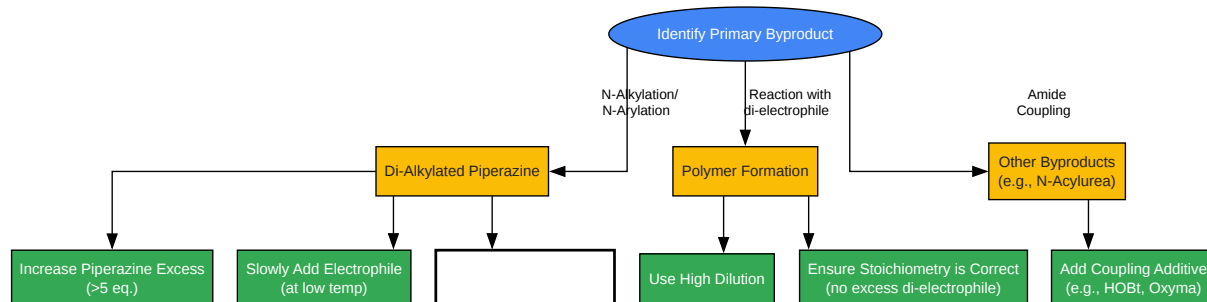 Identify Primary Byproduct
N-Alkylation/
N-Arylation
Reaction with
di-electrophile
Amide
Coupling
Di-Alkylated Piperazine
Polymer Formation
Other Byproducts
(e.g., N-Acylurea)
Increase Piperazine Excess
(>5 eq.)
Slowly Add Electrophile
(at low temp)
Use High Dilution
Ensure Stoichiometry is Correct
(no excess di-electrophile)
Add Coupling Additive
(e.g., HOBt, Oxyma)